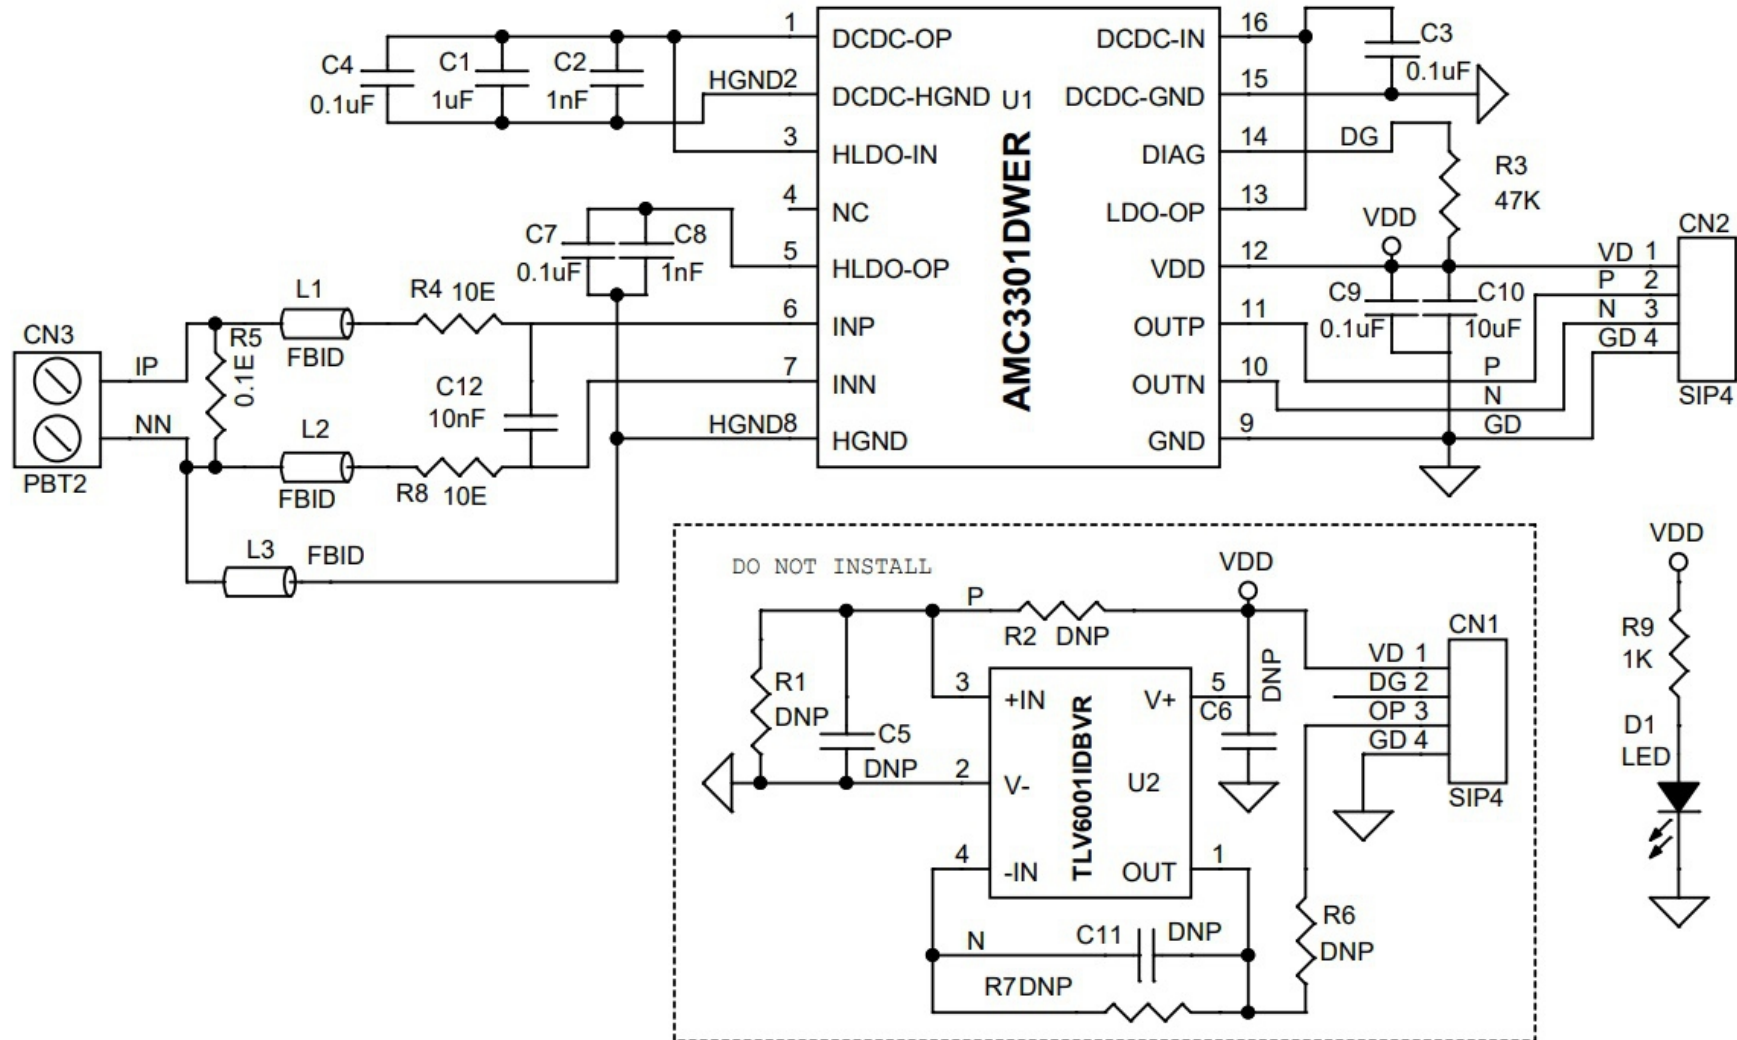 C4
0.1uF
C1
1uF
C2
1nF
1
HGND2
3
4
5
6
7
HGND8
DCDC-OP
DCDC-HGND
HLDO-IN
NC
HLDO-OP
INP
INN
HGND
U1
AMC3301DWER
DCDC-IN
DCDC-GND
DIAG
LDO-OP
VDD
OUTP
OUTN
GND
16
15
14
13
12
11
10
9
C3
0.1uF
DG
R3
47K
VDD
C9
0.1uF
C10
10uF
CN2
VD 1
P 2
N 3
GD 4
SIP4
P
N
GD
C7
0.1uF
C8
1nF
CN3
PBT2
IP
NN
R5
0.1E
L1
FBID
R4 10E
C12
10nF
L2
FBID
R8 10E
L3 FBID
DO NOT INSTALL
VDD
P
R2 DNP
R1
DNP
C5
DNP
3
2
4
+IN
V-
-IN
TLV6001IDBVR
V+
U2
OUT
5
1
C6
DNP
CN1
VD 1
DG 2
OP 3
GD 4
SIP4
N
C11 DNP
R7DNP
R6
DNP
VDD
R9
1K
D1
LED